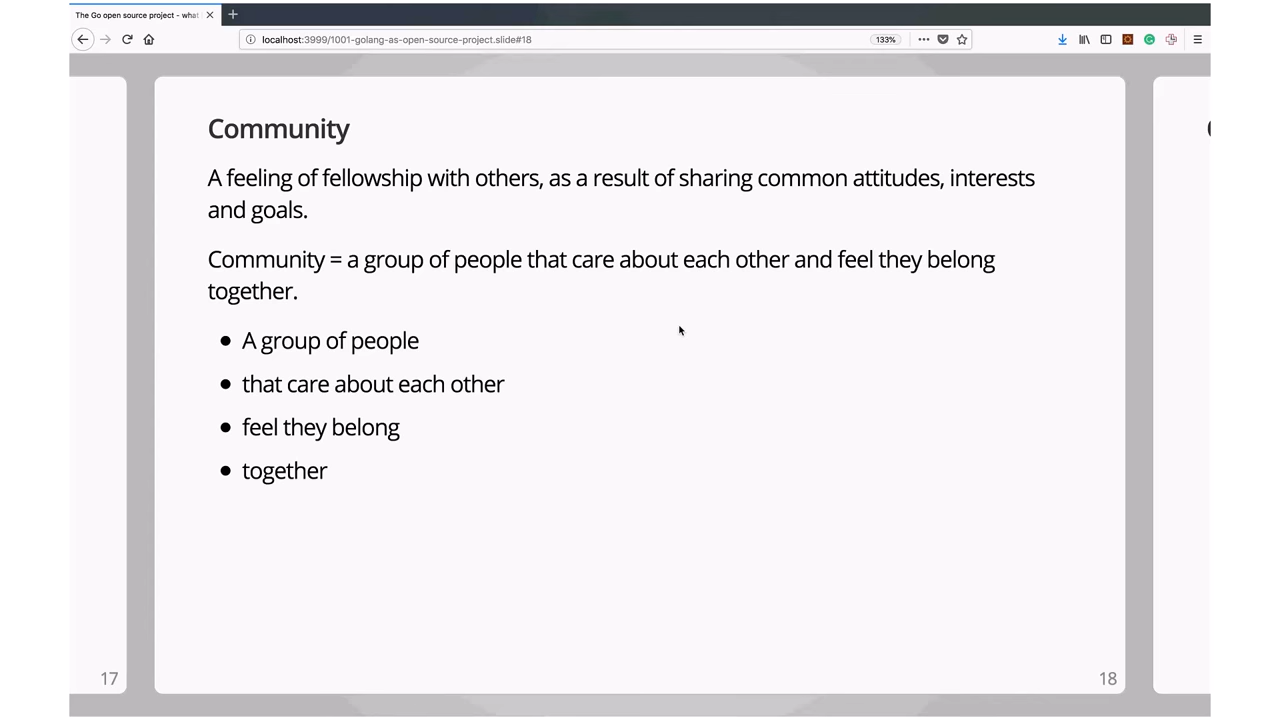 The Go open source project - what
localhost:3999/1001-golang-as-open-source-project.slide#18
133%
Community
A feeling of fellowship with others, as a result of sharing common attitudes, interests
and goals.
Community = a group of people that care about each other and feel they belong
together.
• A group of people
• that care about each other
• feel they belong
• together
17
18